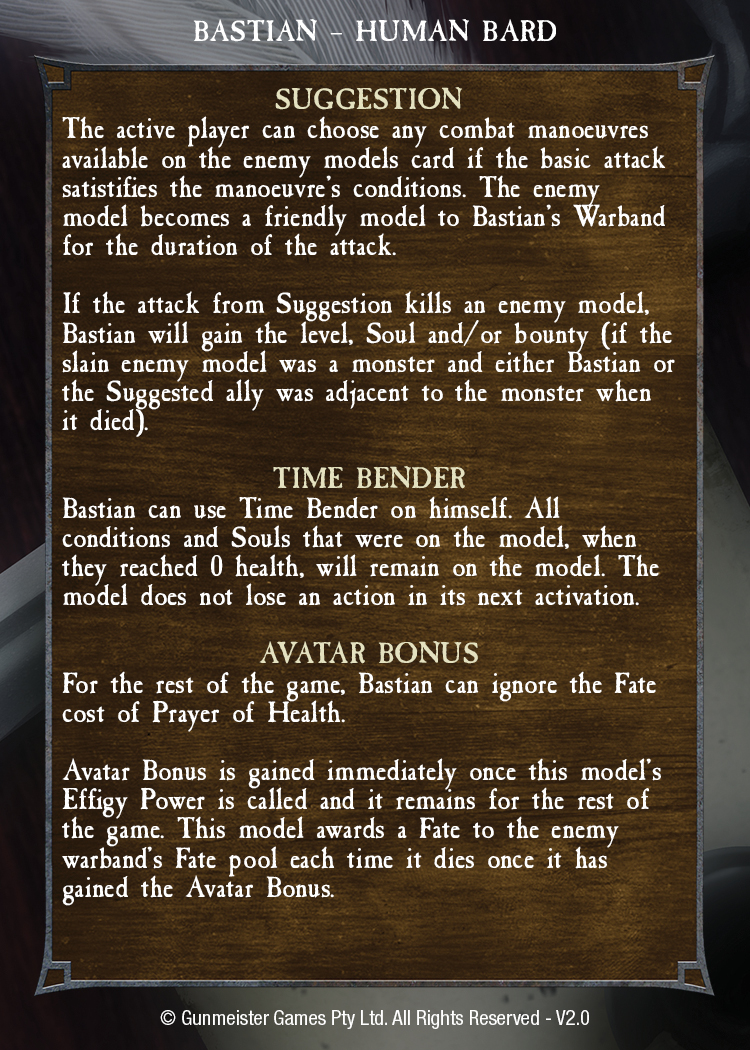 BASTIAN – HUMAN BARD
SUGGESTION
The active player can choose any combat manoeuvres
available on the enemy models card if the basic attack
satistifies the manoeuvre's conditions. The enemy
model becomes a friendly model to Bastian's Warband
for the duration of the attack.
If the attack from Suggestion kills an enemy model,
Bastian will gain the level, Soul and/or bounty (if the
slain enemy model was a monster and either Bastian or
the Suggested ally was adjacent to the monster when
it died).
TIME BENDER
Bastian can use Time Bender on himself. All
conditions and Souls that were on the model, when
they reached 0 health, will remain on the model. The
model does not lose an action in its next activation.
AVATAR BONUS
For the rest of the game, Bastian can ignore the Fate
cost of Prayer of Health.
Avatar Bonus is gained immediately once this model's
Effigy Power is called and it remains for the rest of
the game. This model awards a Fate to the enemy
warband's Fate pool each time it dies once it has
gained the Avatar Bonus.
© Gunmeister Games Pty Ltd. All Rights Reserved - V2.0